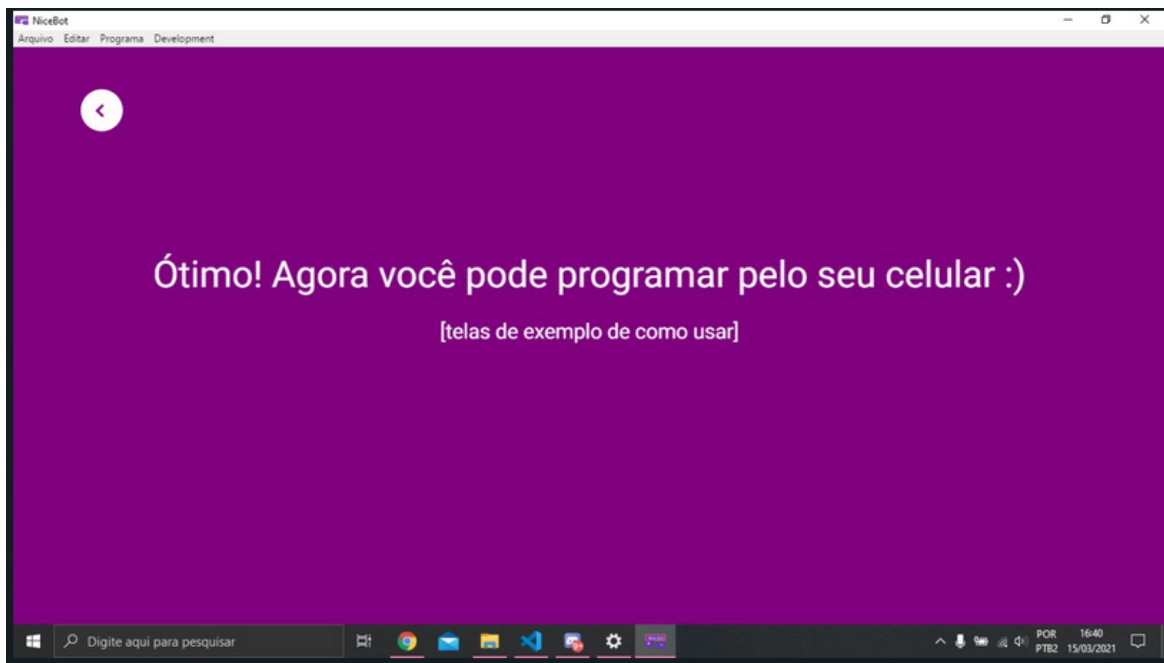 NiceBot
Arquivo Editar Programa Development
Ótimo! Agora você pode programar pelo seu celular :)
[telas de exemplo de como usar]
Digite aqui para pesquisar
POR 16:40
PTB2 15/03/2021